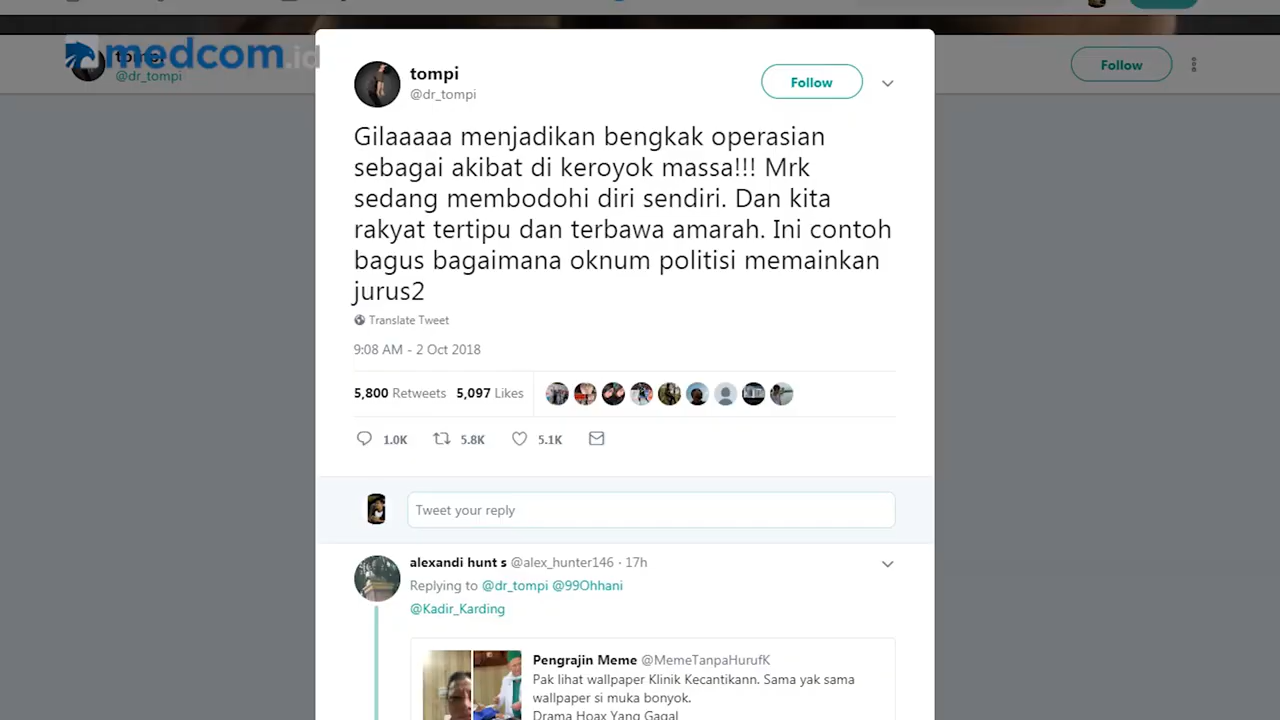 medcom.id
@dr_tompi
Follow
tompi
@dr_tompi
Follow
Gilaaaaa menjadikan bengkak operasian
sebagai akibat di keroyok massa!!! Mrk
sedang membodohi diri sendiri. Dan kita
rakyat tertipu dan terbawa amarah. Ini contoh
bagus bagaimana oknum politisi memainkan
jurus2
Translate Tweet
9:08 AM - 2 Oct 2018
5,800 Retweets 5,097 Likes
1.0K 5.8K 5.1K
Tweet your reply
alexandi hunt s @alex_hunter146 · 17h
Replying to @dr_tompi @99Ohhani
@Kadir_Karding
Pengrajin Meme @MemeTanpaHurufK
Pak lihat wallpaper Klinik Kecantikann. Sama yak sama
wallpaper si muka bonyok.
Drama Hoax Yang Gagal